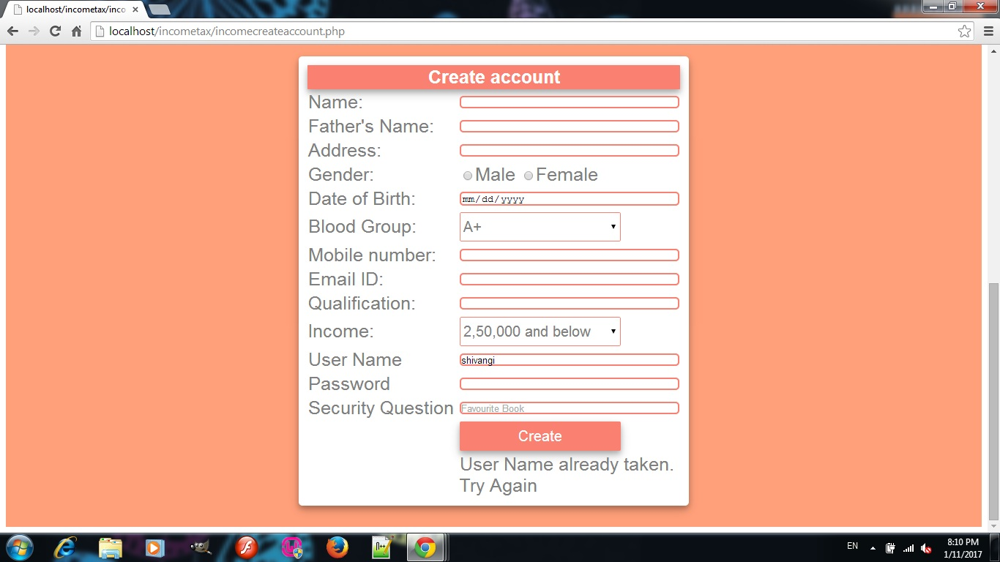 localhost/incometax/inco
localhost/incometax/incomecreateaccount.php
Create account
Name:
Father's Name:
Address:
Gender: Male Female
Date of Birth: mm/dd/yyyy
Blood Group: A+
Mobile number:
Email ID:
Qualification:
Income: 2,50,000 and below
User Name shivangi
Password
Security Question Favourite Book
Create
User Name already taken.
Try Again
EN
8:10 PM
1/11/2017